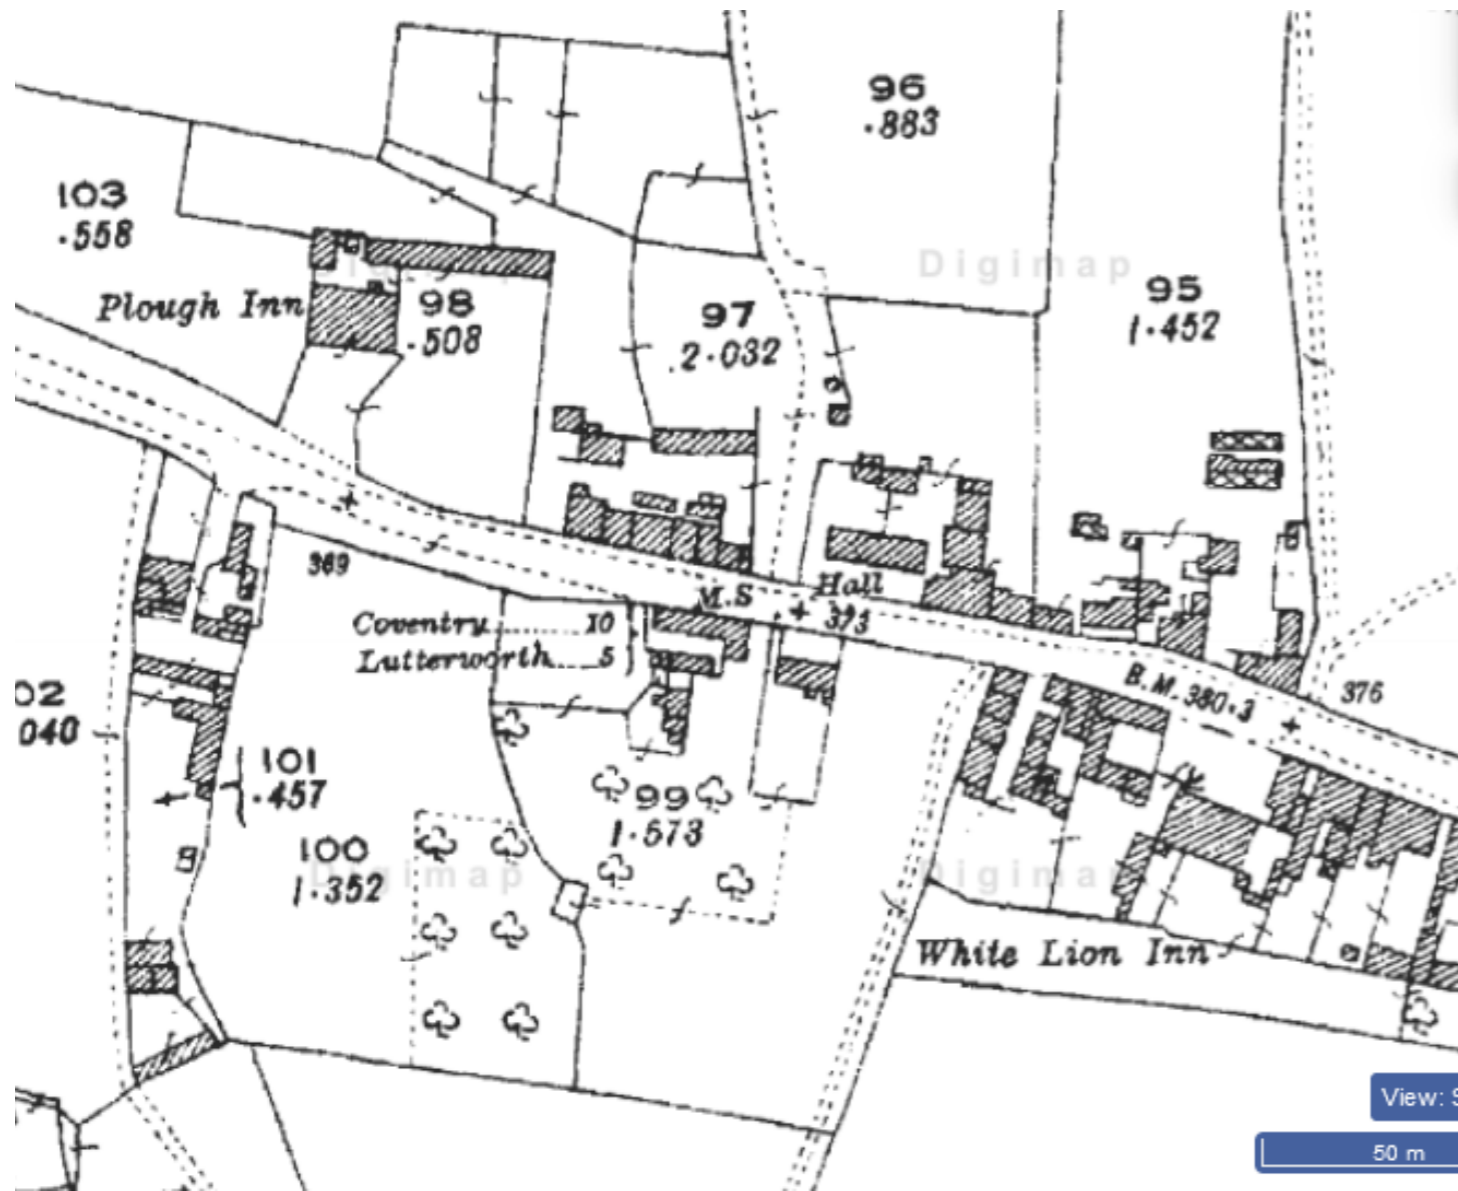 96
.883
103
.558
Digimap
Digimap
95
1.452
Plough Inn
98
.508
97
2.032
369
M.S
Hall
373
Coventry 10
Lutterworth 5
B.M. 380.3
376
02
040
101
.457
99
1.573
100
1.352
Digimap
Digimap
White Lion Inn
View: S
50 m